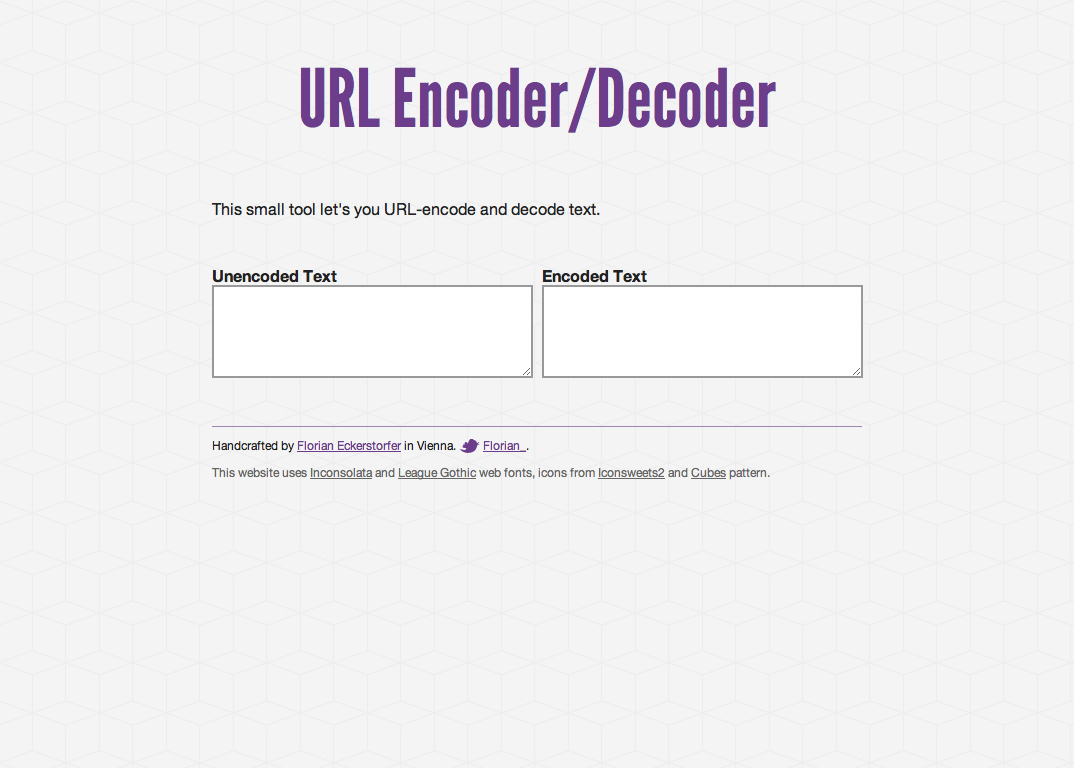 URL Encoder/Decoder
This small tool let's you URL-encode and decode text.
Unencoded Text
Encoded Text
Handcrafted by Florian Eckerstorfer in Vienna. Florian_.
This website uses Inconsolata and League Gothic web fonts, icons from Iconsweets2 and Cubes pattern.